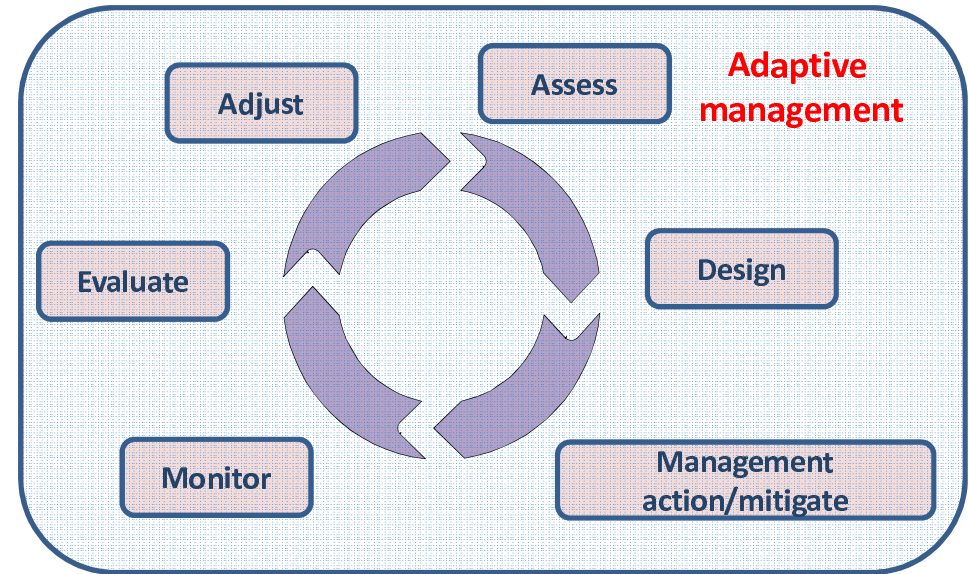 Adjust
Assess
Adaptive
management
Evaluate
Design
Monitor
Management
action/mitigate